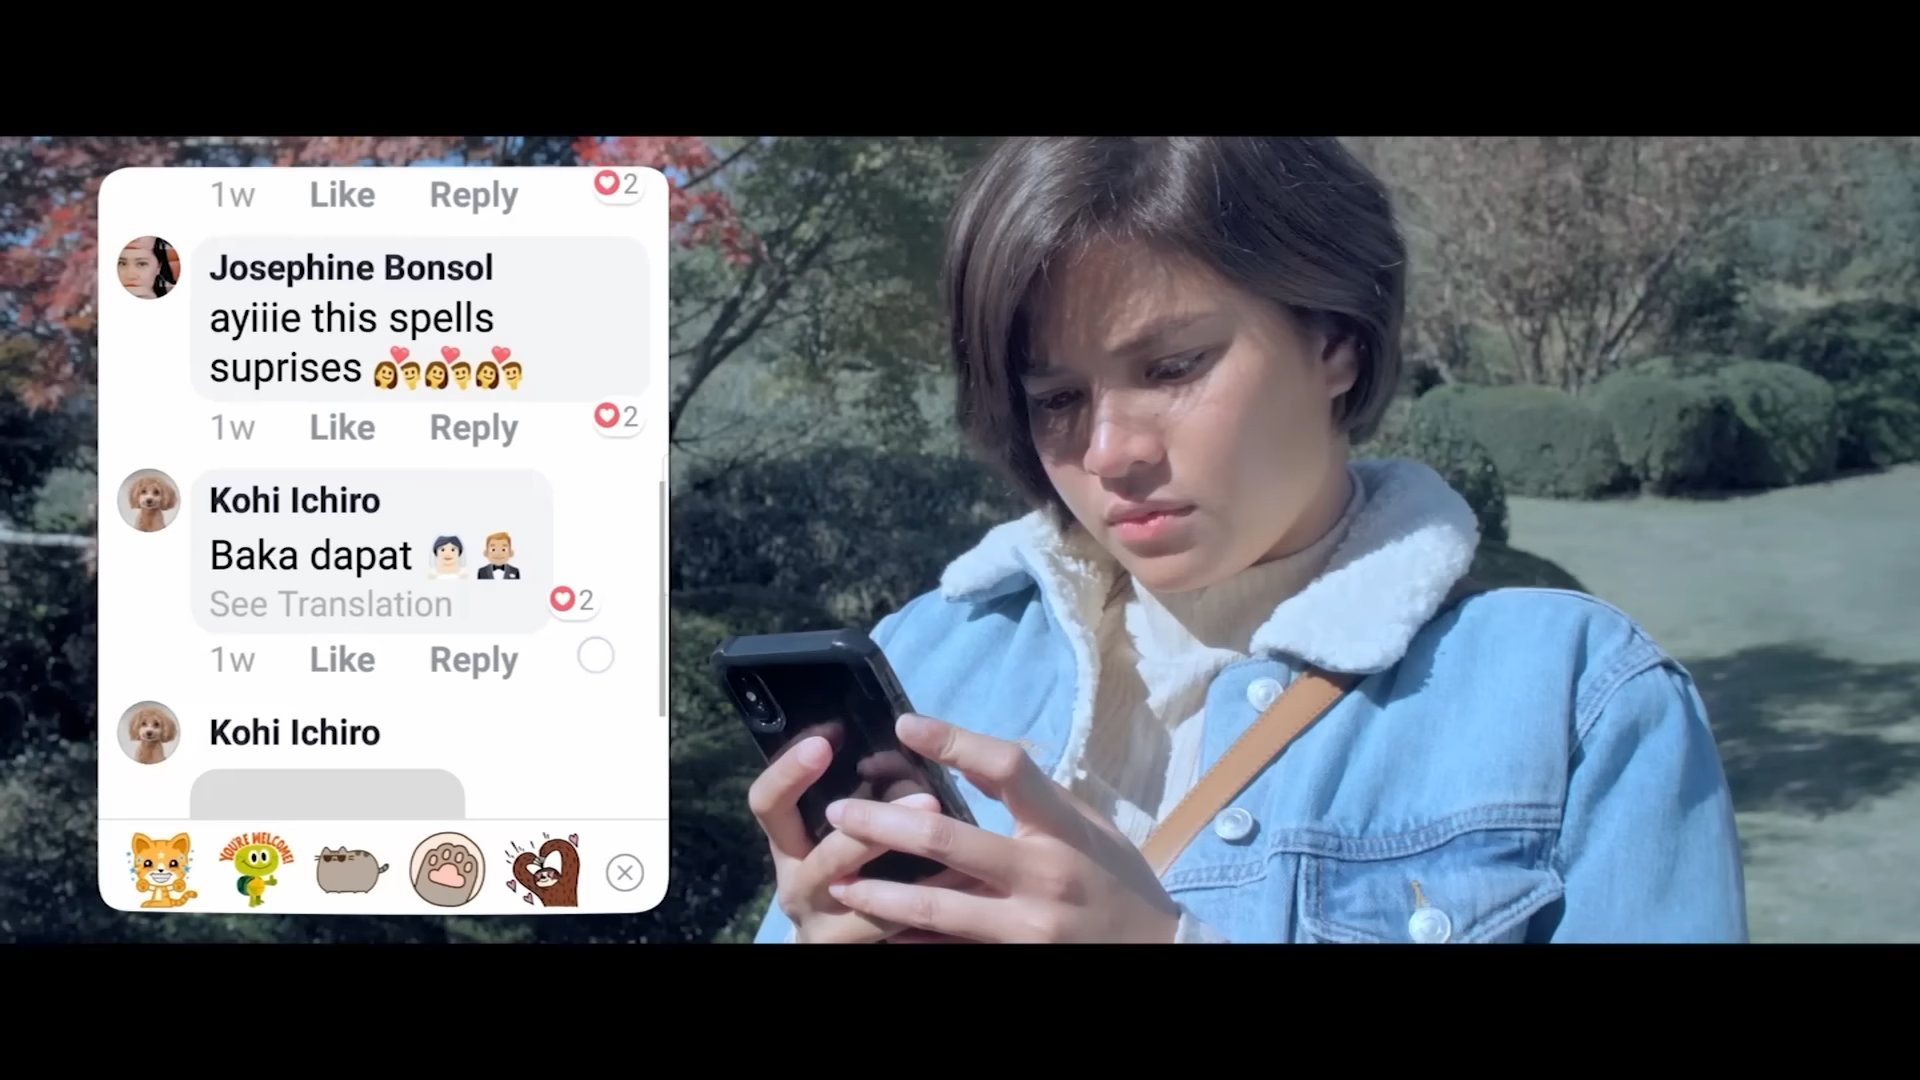 1w Like Reply 2
Josephine Bonsol
ayiiie this spells
suprises
1w Like Reply 2
Kohi Ichiro
Baka dapat
See Translation
2
1w Like Reply
Kohi Ichiro
YOU'RE WELCOME!